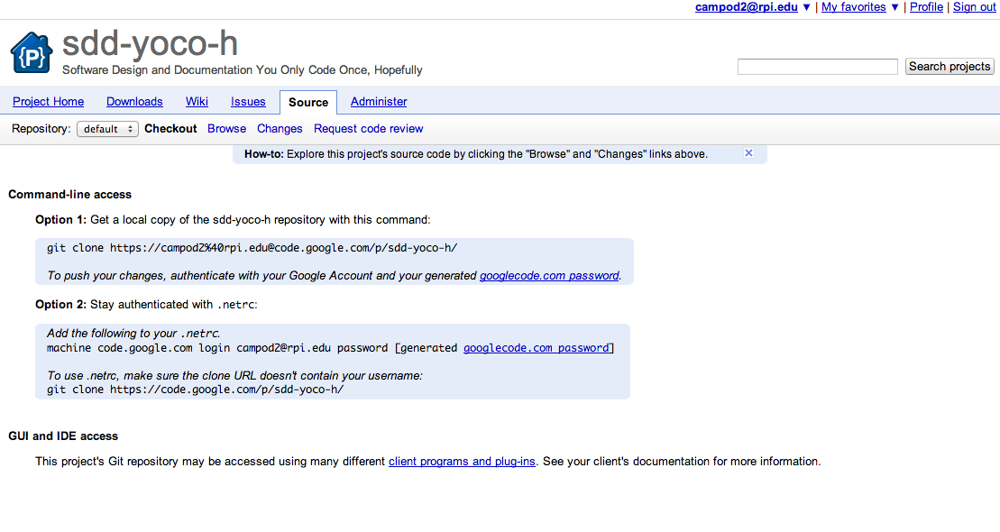 campod2@rpi.edu ▼ | My favorites ▼ | Profile | Sign out
{P}
sdd-yoco-h
Software Design and Documentation You Only Code Once, Hopefully
Search projects
Project Home Downloads Wiki Issues Source Administer
Repository: default Checkout Browse Changes Request code review
How-to: Explore this project's source code by clicking the "Browse" and "Changes" links above.
Command-line access
Option 1: Get a local copy of the sdd-yoco-h repository with this command:
git clone https://campod2%40rpi.edu@code.google.com/p/sdd-yoco-h/
To push your changes, authenticate with your Google Account and your generated googlecode.com password.
Option 2: Stay authenticated with .netrc:
Add the following to your .netrc.
machine code.google.com login campod2@rpi.edu password [generated googlecode.com password]
To use .netrc, make sure the clone URL doesn't contain your username:
git clone https://code.google.com/p/sdd-yoco-h/
GUI and IDE access
This project's Git repository may be accessed using many different client programs and plug-ins. See your client's documentation for more information.